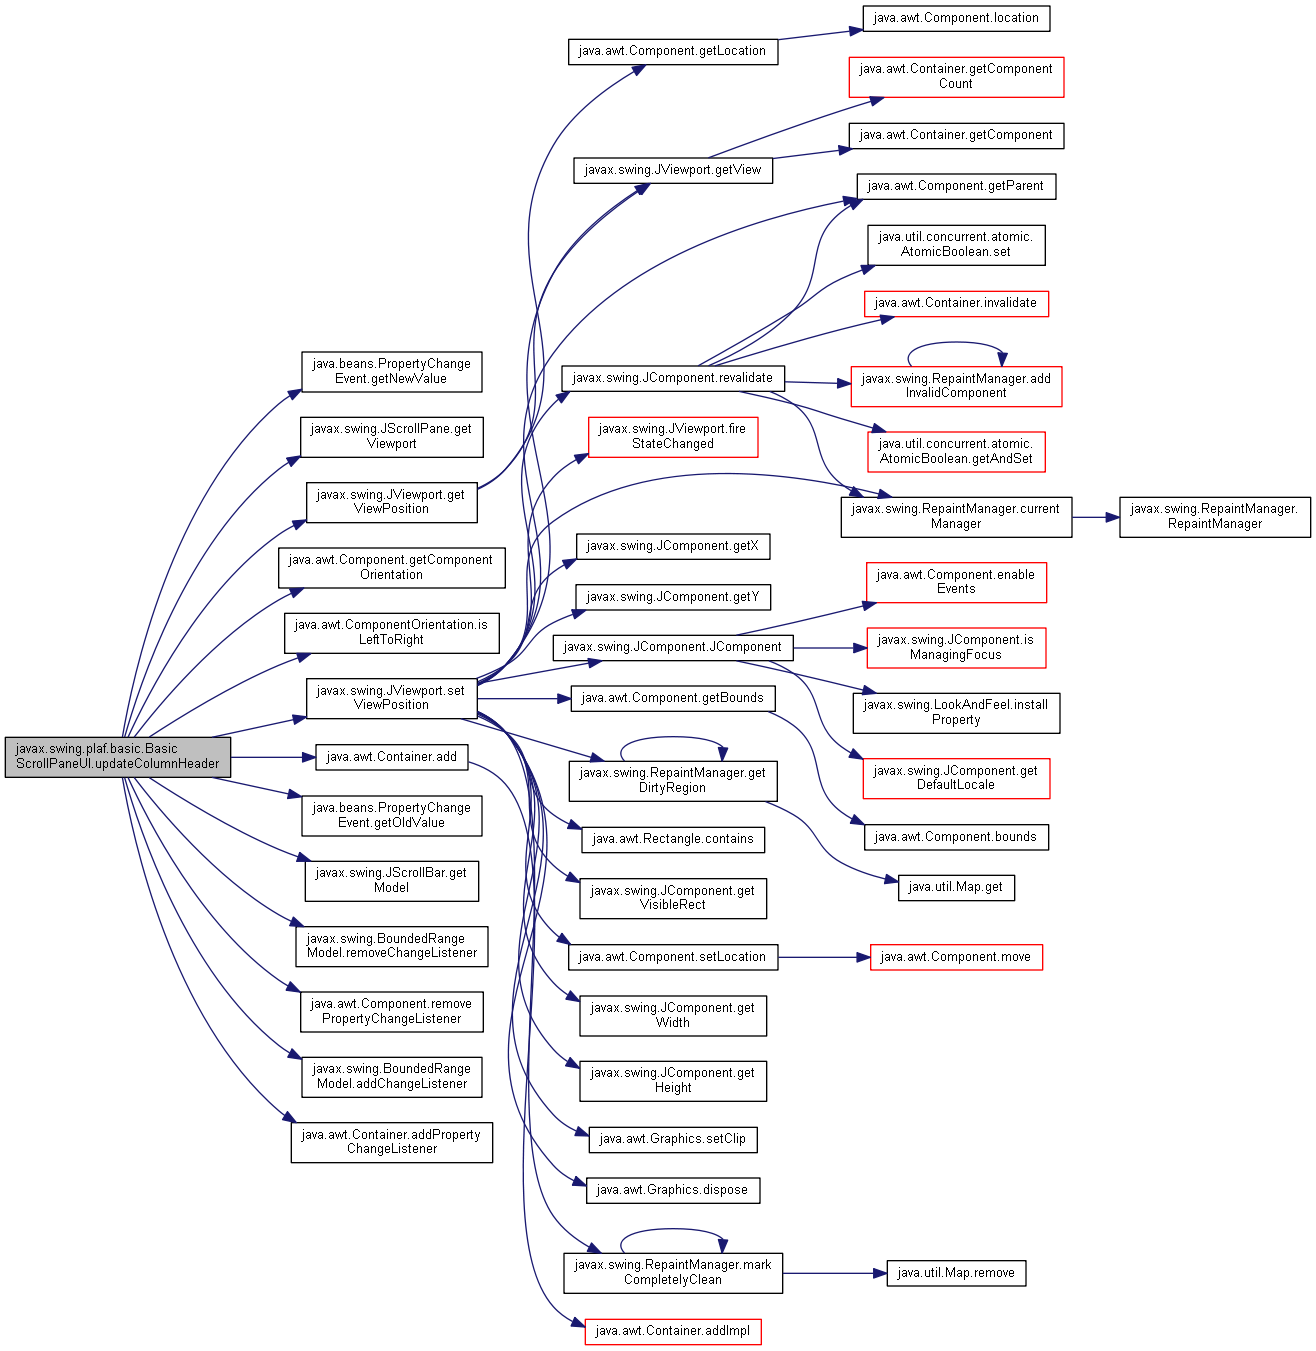 javax.swing.plaf.basic.Basic
ScrollPaneUI.updateColumnHeader
java.beans.PropertyChange
Event.getNewValue
javax.swing.JScrollPane.get
Viewport
javax.swing.JViewport.get
ViewPosition
java.awt.Component.getComponent
Orientation
java.awt.ComponentOrientation.is
LeftToRight
javax.swing.JViewport.set
ViewPosition
java.awt.Container.add
java.beans.PropertyChange
Event.getOldValue
javax.swing.JScrollBar.get
Model
javax.swing.BoundedRange
Model.removeChangeListener
java.awt.Component.remove
PropertyChangeListener
javax.swing.BoundedRange
Model.addChangeListener
java.awt.Container.addProperty
ChangeListener
java.awt.Component.getLocation
javax.swing.JViewport.getView
javax.swing.JComponent.revalidate
javax.swing.JViewport.fire
StateChanged
javax.swing.JComponent.getX
javax.swing.JComponent.getY
javax.swing.JComponent.JComponent
java.awt.Component.getBounds
javax.swing.RepaintManager.get
DirtyRegion
java.awt.Rectangle.contains
javax.swing.JComponent.get
VisibleRect
java.awt.Component.setLocation
javax.swing.JComponent.get
Width
javax.swing.JComponent.get
Height
java.awt.Graphics.setClip
java.awt.Graphics.dispose
javax.swing.RepaintManager.mark
CompletelyClean
java.awt.Container.addImpl
java.awt.Component.location
java.awt.Container.getComponent
Count
java.awt.Container.getComponent
java.awt.Component.getParent
java.util.concurrent.atomic.
AtomicBoolean.set
java.awt.Container.invalidate
javax.swing.RepaintManager.add
InvalidComponent
java.util.concurrent.atomic.
AtomicBoolean.getAndSet
javax.swing.RepaintManager.current
Manager
java.awt.Component.enable
Events
javax.swing.JComponent.is
ManagingFocus
javax.swing.LookAndFeel.install
Property
javax.swing.JComponent.get
DefaultLocale
java.awt.Component.bounds
java.util.Map.get
java.awt.Component.move
java.util.Map.remove
javax.swing.RepaintManager.
RepaintManager